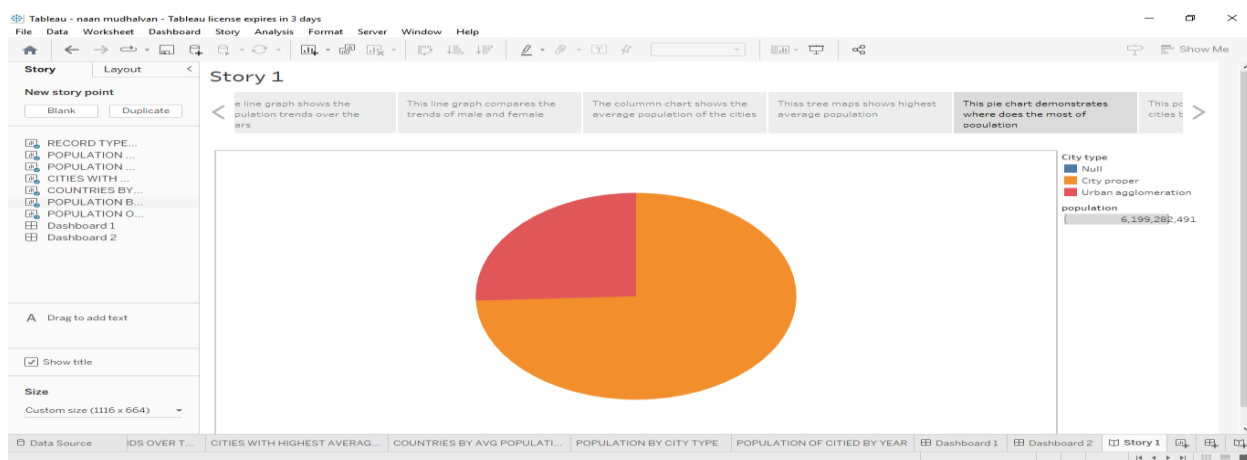 Tableau - naan mudhalvan - Tableau license expires in 3 days
File Data Worksheet Dashboard Story Analysis Format Server Window Help
Show Me
Story Layout <
Story 1
New story point
Blank Duplicate
e line graph shows the
pulation trends over the
ars
This line graph compares the
trends of male and female
The colummn chart shows the
average population of the cities
Thiss tree maps shows highest
average population
This pie chart demonstrates
where does the most of
population
This pc
cities b
RECORD TYPE...
POPULATION ...
POPULATION ...
CITIES WITH ...
COUNTRIES BY...
POPULATION B...
POPULATION O...
Dashboard 1
Dashboard 2
City type
Null
City proper
Urban agglomeration
population
6,199,282,491
A Drag to add text
Show title
Size
Custom size (1116 x 664)
Data Source IDS OVER T... CITIES WITH HIGHEST AVERAG... COUNTRIES BY AVG POPULATI... POPULATION BY CITY TYPE POPULATION OF CITIED BY YEAR Dashboard 1 Dashboard 2 Story 1